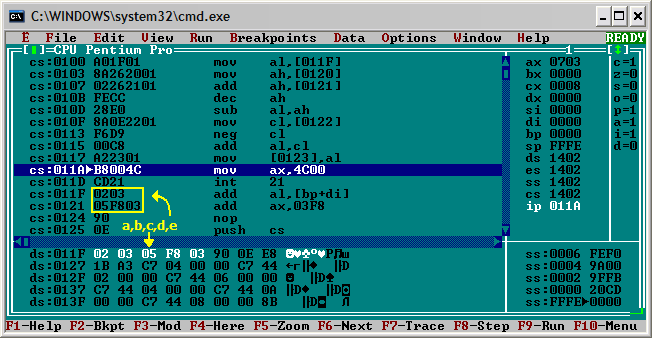 C:\WINDOWS\system32\cmd.exe
E File Edit View Run Breakpoints Data Options Window Help READY
CPU Pentium Pro 1
cs:0100 A01F01 mov al,[011F] ax 0703 c=1
cs:0103 8A262001 mov ah,[0120] bx 0000 z=0
cs:0107 02262101 add ah,[0121] cx 0008 s=0
cs:010B FECC dec ah dx 0000 o=0
cs:010D 28E0 sub al,ah si 0000 p=1
cs:010F 8A0E2201 mov cl,[0122] di 0000 a=1
cs:0113 F6D9 neg cl bp 0000 i=1
cs:0115 00C8 add al,cl sp FFFE d=0
cs:0117 A22301 mov [0123],al ds 1402
cs:011A►B8004C mov ax,4C00 es 1402
cs:011D CD21 int 21 ss 1402
cs:011F 0203 add al,[bp+di] cs 1402
cs:0121 05F803 add ax,03F8 ip 011A
a,b,c,d,e
cs:0124 90 nop
cs:0125 0E push cs
ds:011F 02 03 05 F8 03 90 0E E8 ss:0006 FEF0
ds:0127 1B A3 C7 04 00 00 C7 44 ss:0004 9A00
ds:012F 02 00 00 C7 44 06 00 00 ss:0002 9FFB
ds:0137 C7 44 04 00 00 C7 44 0A ss:0000 20CD
ds:013F 00 00 C7 44 08 00 00 8B ss:FFFE►0000
F1-Help F2-Bkpt F3-Mod F4-Here F5-Zoom F6-Next F7-Trace F8-Step F9-Run F10-Menu